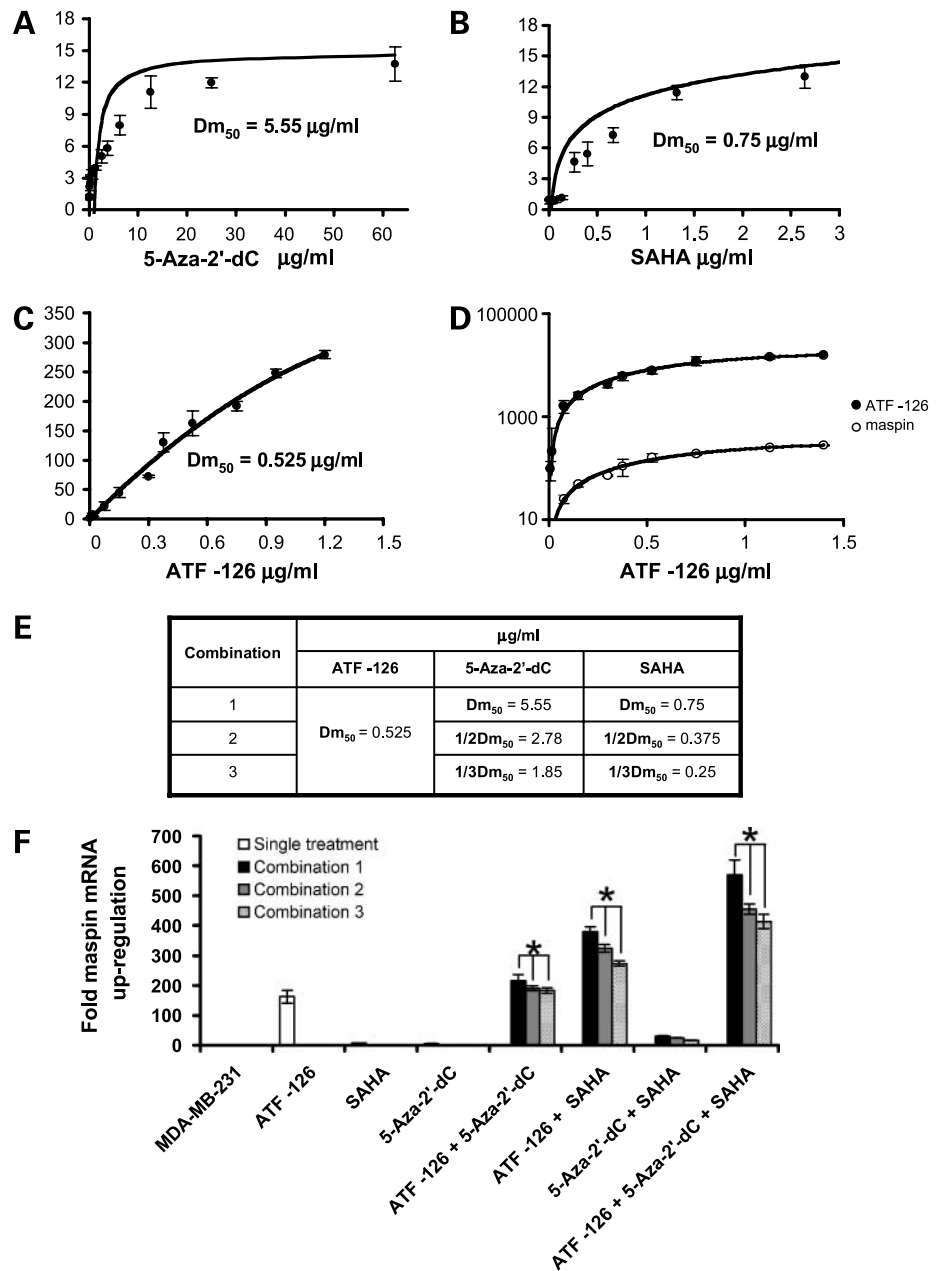 A
18
15
12
9
6
3
0
Dm50 = 5.55 µg/ml
0 10 20 30 40 50 60
5-Aza-2'-dC µg/ml
B
18
15
12
9
6
3
0
Dm50 = 0.75 µg/ml
0 0.5 1 1.5 2 2.5 3
SAHA µg/ml
C
350
300
250
200
150
100
50
0
Dm50 = 0.525 µg/ml
0 0.3 0.6 0.9 1.2 1.5
ATF -126 µg/ml
D
100000
1000
10
ATF -126
maspin
0 0.5 1 1.5
ATF -126 µg/ml
E
Combination
µg/ml
ATF -126 5-Aza-2'-dC SAHA
1 Dm50 = 5.55 Dm50 = 0.75
Dm50 = 0.525
2 1/2Dm50 = 2.78 1/2Dm50 = 0.375
3 1/3Dm50 = 1.85 1/3Dm50 = 0.25
F
Fold maspin mRNA
up-regulation
700
600
500
400
300
200
100
0
Single treatment
Combination 1
Combination 2
Combination 3
* * *
MDA-MB-231
ATF -126
SAHA
5-Aza-2'-dC
ATF -126 + 5-Aza-2'-dC
ATF -126 + SAHA
5-Aza-2'-dC + SAHA
ATF -126 + 5-Aza-2'-dC + SAHA